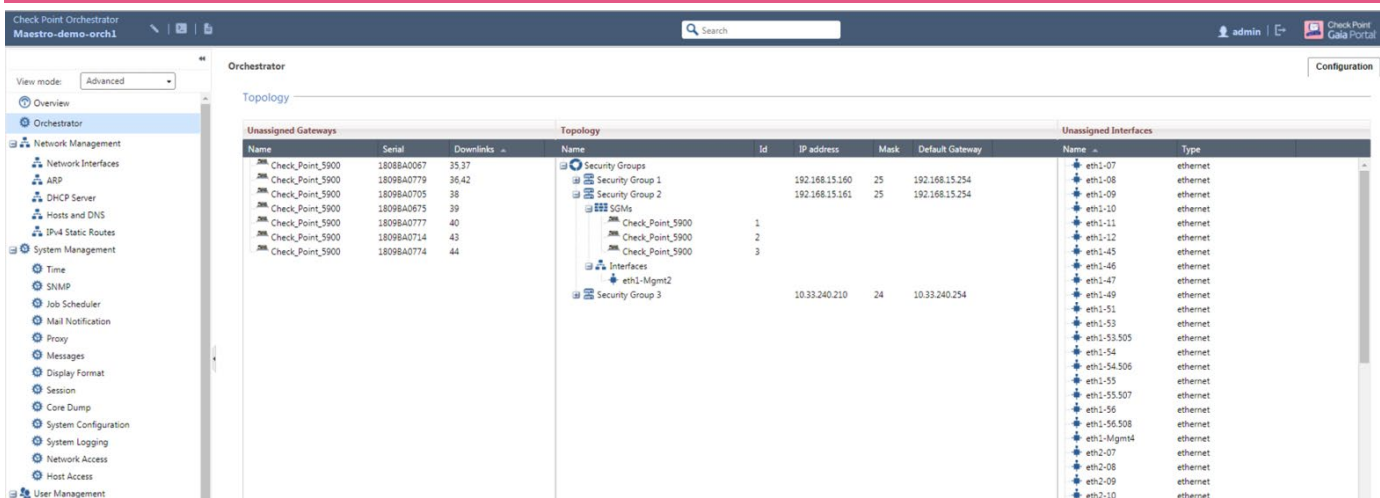 Check Point Orchestrator
Maestro-demo-orch1
Search
admin
Check Point
Gaia Portal
View mode: Advanced
Overview
Orchestrator
Network Management
Network Interfaces
ARP
DHCP Server
Hosts and DNS
IPv4 Static Routes
System Management
Time
SNMP
Job Scheduler
Mail Notification
Proxy
Messages
Display Format
Session
Core Dump
System Configuration
System Logging
Network Access
Host Access
User Management
Orchestrator
Configuration
Topology
Unassigned Gateways
Name Serial Downlinks
Check_Point_5900 1808BA0067 35,37
Check_Point_5900 1809BA0779 36,42
Check_Point_5900 1809BA0705 38
Check_Point_5900 1809BA0675 39
Check_Point_5900 1809BA0777 40
Check_Point_5900 1809BA0714 43
Check_Point_5900 1809BA0774 44
Topology
Name Id IP address Mask Default Gateway
Security Groups
Security Group 1 192.168.15.160 25 192.168.15.254
Security Group 2 192.168.15.161 25 192.168.15.254
SGMs
Check_Point_5900 1
Check_Point_5900 2
Check_Point_5900 3
Interfaces
eth1-Mgmt2
Security Group 3 10.33.240.210 24 10.33.240.254
Unassigned Interfaces
Name Type
eth1-07 ethernet
eth1-08 ethernet
eth1-09 ethernet
eth1-10 ethernet
eth1-11 ethernet
eth1-12 ethernet
eth1-45 ethernet
eth1-46 ethernet
eth1-47 ethernet
eth1-49 ethernet
eth1-51 ethernet
eth1-53 ethernet
eth1-53.505 ethernet
eth1-54 ethernet
eth1-54.506 ethernet
eth1-55 ethernet
eth1-55.507 ethernet
eth1-56 ethernet
eth1-56.508 ethernet
eth1-Mgmt4 ethernet
eth2-07 ethernet
eth2-08 ethernet
eth2-09 ethernet
eth2-10 ethernet